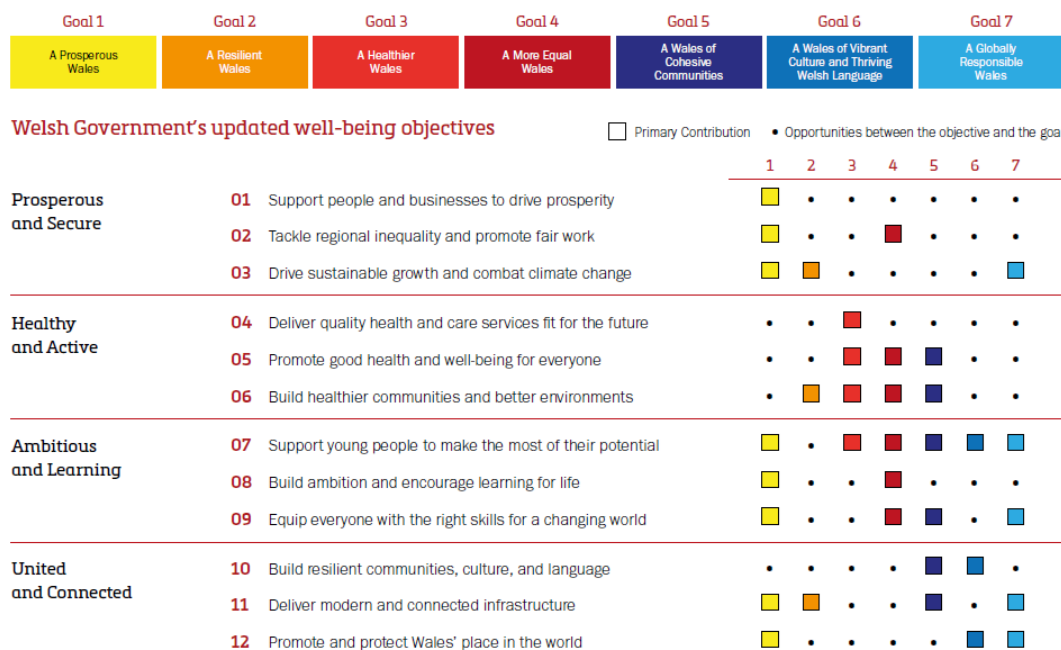 Goal 1 Goal 2 Goal 3 Goal 4 Goal 5 Goal 6 Goal 7
A Prosperous
Wales
A Resilient
Wales
A Healthier
Wales
A More Equal
Wales
A Wales of
Cohesive
Communities
A Wales of Vibrant
Culture and Thriving
Welsh Language
A Globally
Responsible
Wales
Welsh Government's updated well-being objectives
Primary Contribution • Opportunities between the objective and the goa
1 2 3 4 5 6 7
Prosperous
and Secure
01 Support people and businesses to drive prosperity
02 Tackle regional inequality and promote fair work
03 Drive sustainable growth and combat climate change
Healthy
and Active
04 Deliver quality health and care services fit for the future
05 Promote good health and well-being for everyone
06 Build healthier communities and better environments
Ambitious
and Learning
07 Support young people to make the most of their potential
08 Build ambition and encourage learning for life
09 Equip everyone with the right skills for a changing world
United
and Connected
10 Build resilient communities, culture, and language
11 Deliver modern and connected infrastructure
12 Promote and protect Wales' place in the world